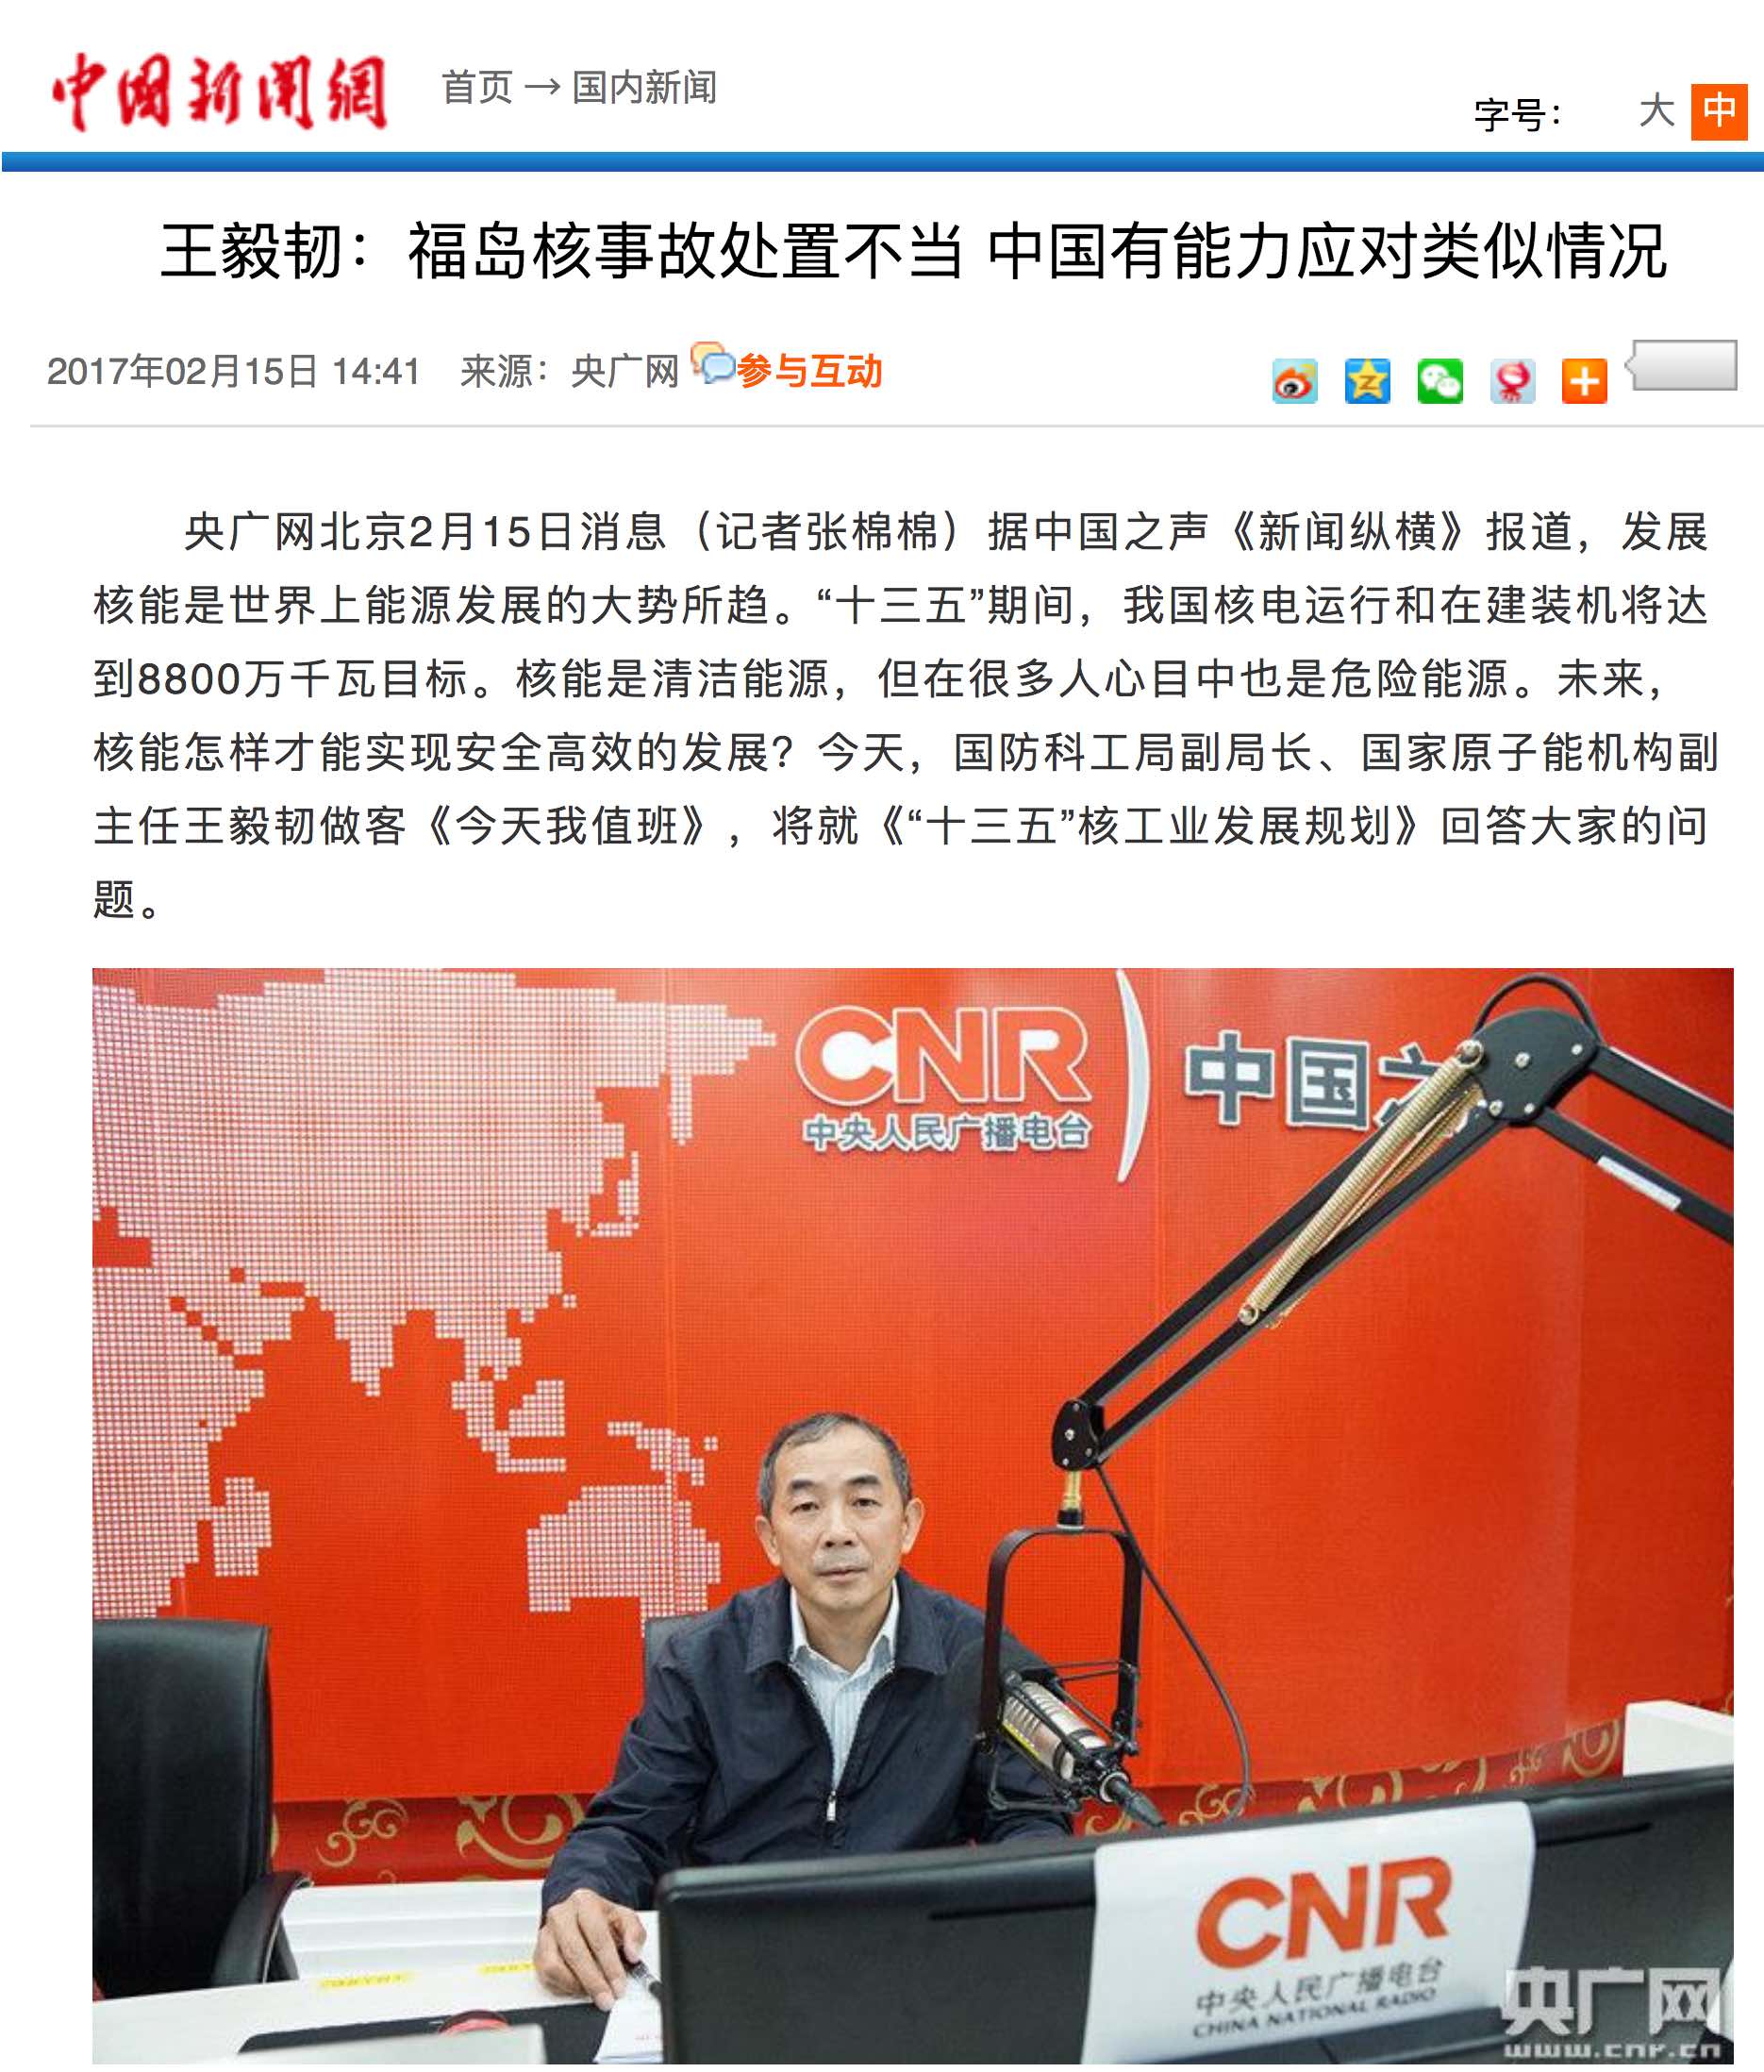 中国新闻網
首页 → 国内新闻
字号： 大 中
王毅韧：福岛核事故处置不当 中国有能力应对类似情况
2017年02月15日 14:41 来源：央广网 参与互动
央广网北京2月15日消息（记者张棉棉）据中国之声《新闻纵横》报道，发展
核能是世界上能源发展的大势所趋。“十三五”期间，我国核电运行和在建装机将达
到8800万千瓦目标。核能是清洁能源，但在很多人心目中也是危险能源。未来，
核能怎样才能实现安全高效的发展？今天，国防科工局副局长、国家原子能机构副
主任王毅韧做客《今天我值班》，将就《“十三五”核工业发展规划》回答大家的问
题。
CNR
中央人民广播电台
中国之
CNR
中央人民广播电台
CHINA NATIONAL RADIO
央广网
www.cnr.cn